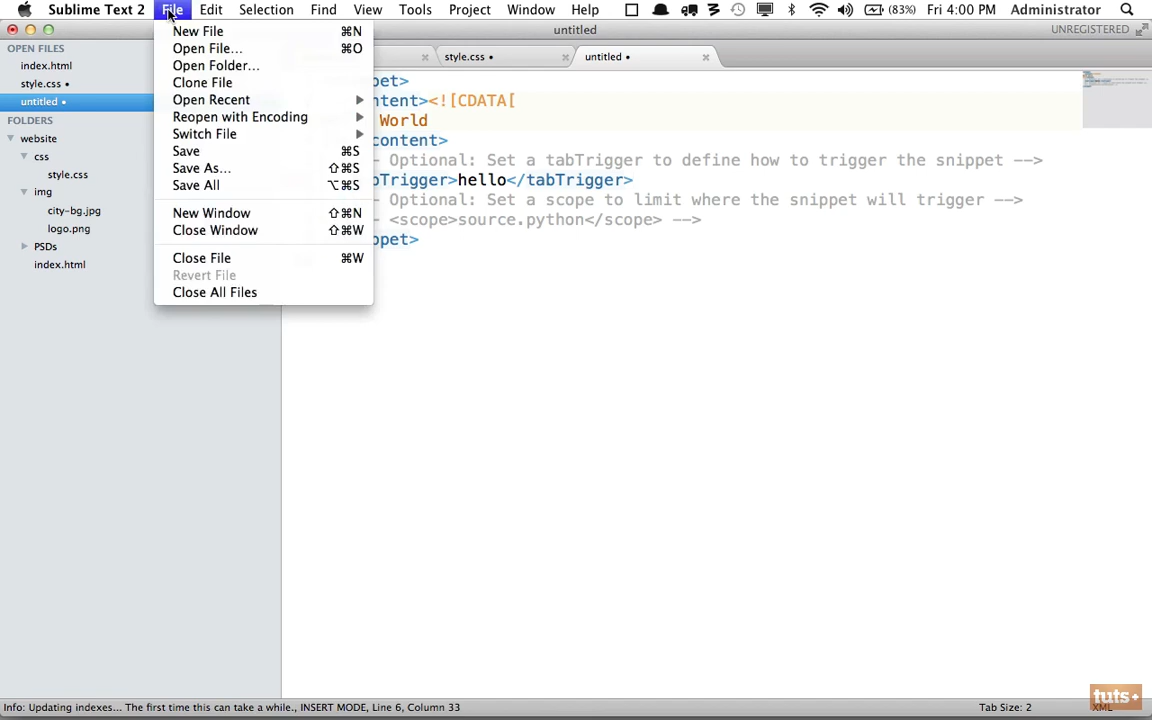 Sublime Text 2 File Edit Selection Find View Tools Project Window Help (83%) Fri 4:00 PM Administrator
untitled UNREGISTERED
OPEN FILES
index.html
style.css •
untitled •
FOLDERS
website
css
style.css
img
city-bg.jpg
logo.png
PSDs
index.html
New File ⌘N
Open File... ⌘O
Open Folder...
Clone File
Open Recent
Reopen with Encoding
Switch File
Save ⌘S
Save As... ⇧⌘S
Save All ⌥⌘S
New Window ⇧⌘N
Close Window ⇧⌘W
Close File ⌘W
Revert File
Close All Files
style.css •
untitled •
pet>
ntent><![CDATA[
World
content>
- Optional: Set a tabTrigger to define how to trigger the snippet -->
bTrigger>hello</tabTrigger>
- Optional: Set a scope to limit where the snippet will trigger -->
- <scope>source.python</scope> -->
ppet>
Info: Updating indexes... The first time this can take a while., INSERT MODE, Line 6, Column 33
Tab Size: 2
XML
tuts+